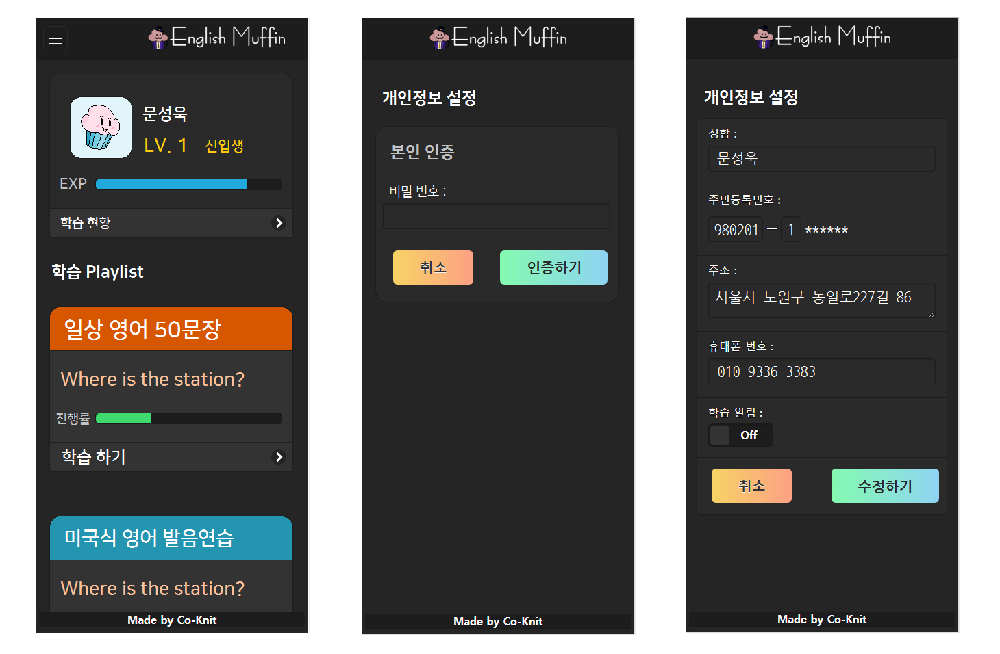 English Muffin
문성욱
LV. 1 신입생
EXP
학습 현황
학습 Playlist
일상 영어 50문장
Where is the station?
진행률
학습 하기
미국식 영어 발음연습
Where is the station?
Made by Co-Knit
English Muffin
개인정보 설정
본인 인증
비밀 번호 :
취소 인증하기
Made by Co-Knit
English Muffin
개인정보 설정
성함 :
문성욱
주민등록번호 :
980201 - 1 ******
주소 :
서울시 노원구 동일로227길 86
휴대폰 번호 :
010-9336-3383
학습 알림 :
Off
취소 수정하기
Made by Co-Knit